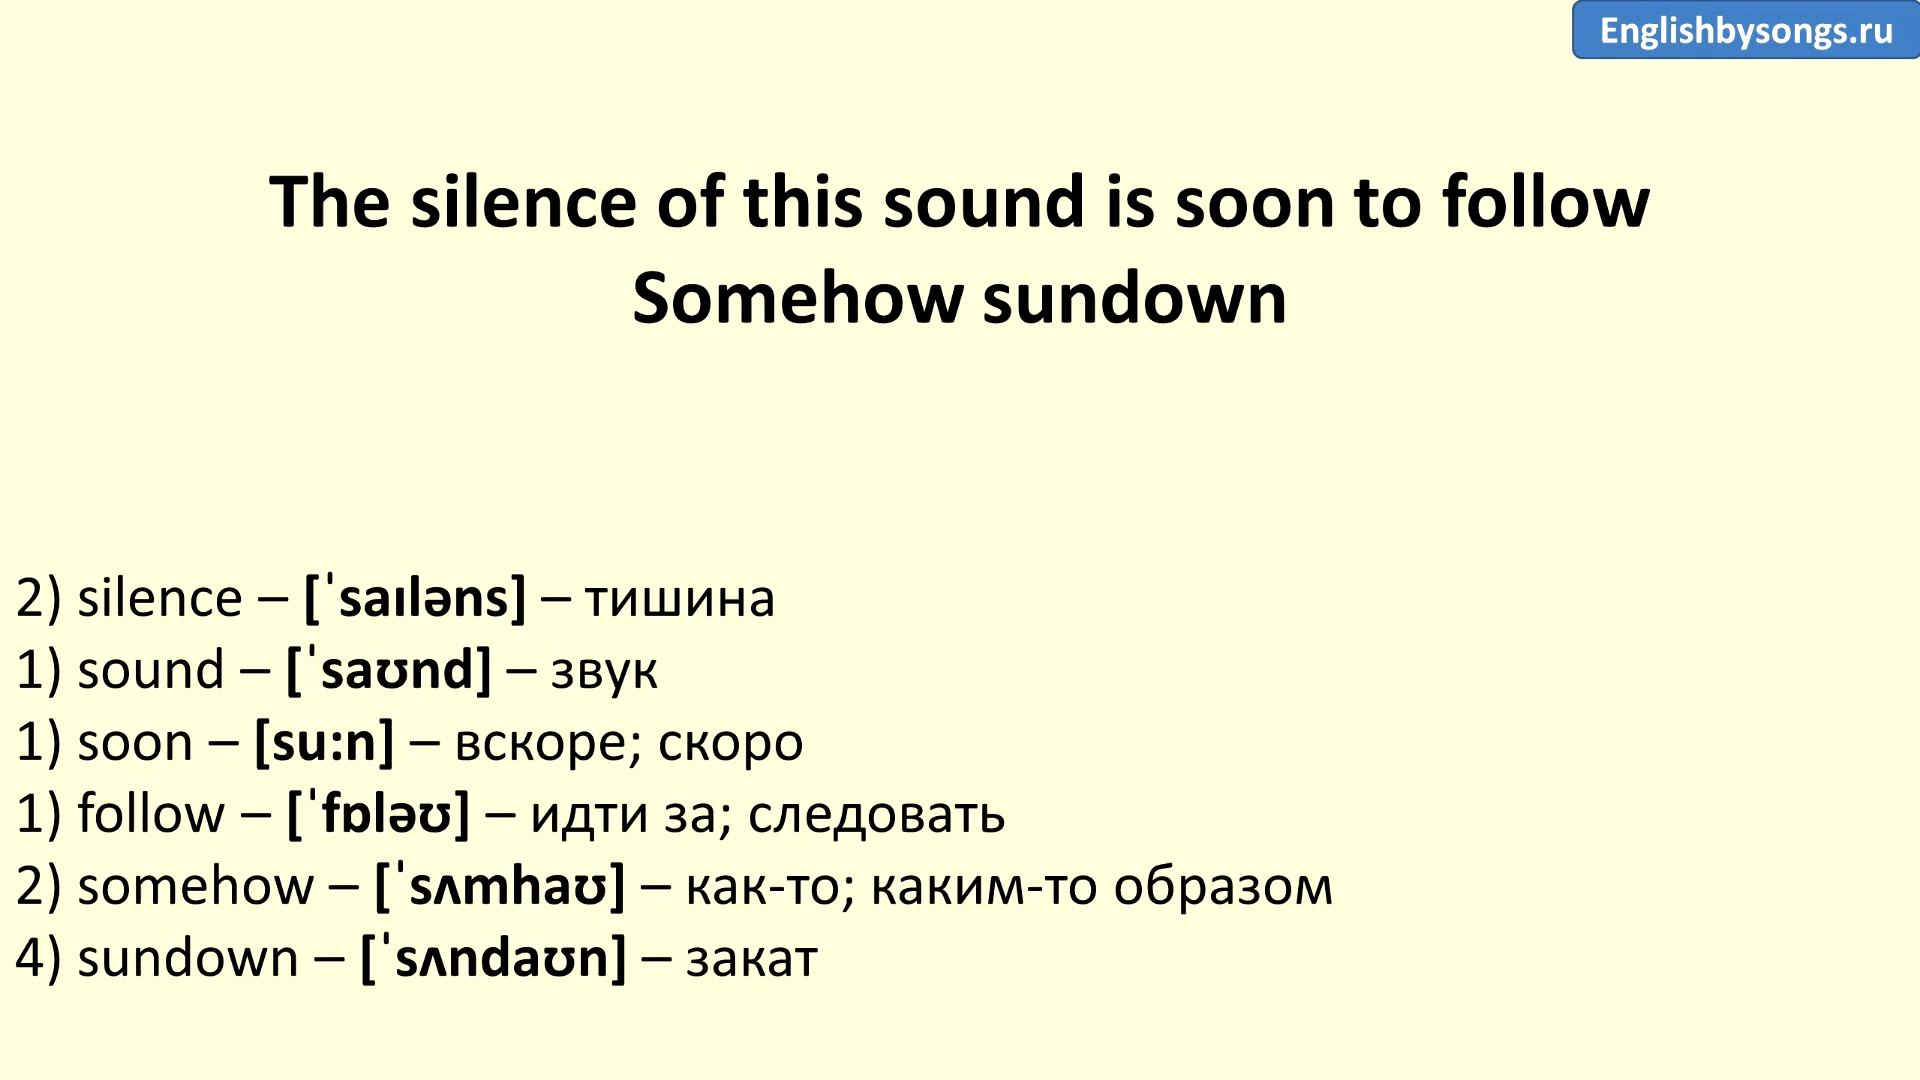 Englishbysongs.ru
The silence of this sound is soon to follow
Somehow sundown
2) silence – [ˈsaɪləns] – тишина
1) sound – [ˈsaʊnd] – звук
1) soon – [su:n] – вскоре; скоро
1) follow – [ˈfɒləʊ] – идти за; следовать
2) somehow – [ˈsʌmhaʊ] – как-то; каким-то образом
4) sundown – [ˈsʌndaʊn] – закат